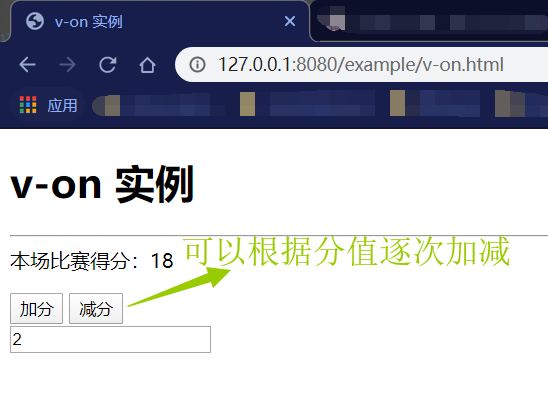 v-on 实例
127.0.0.1:8080/example/v-on.html
应用
v-on 实例
本场比赛得分：18
可以根据分值逐次加减
加分 减分
2